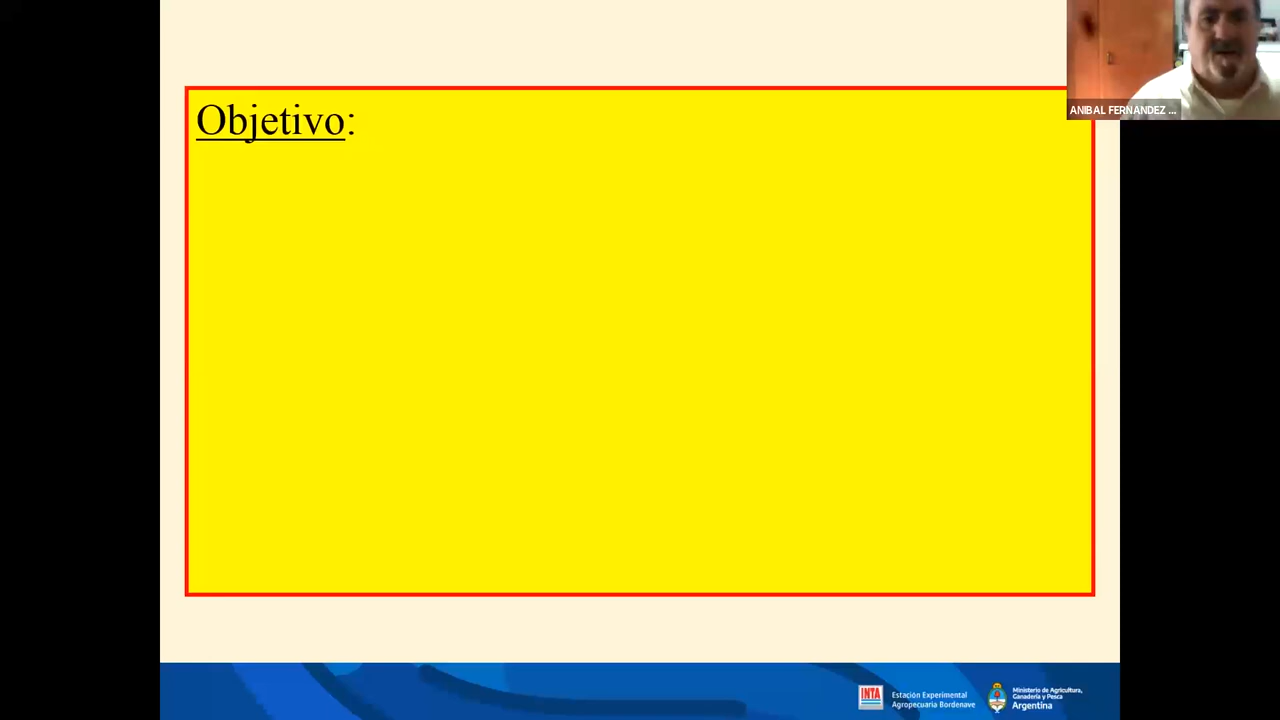 Objetivo:
ANIBAL FERNANDEZ ...
INTA
Estación Experimental
Agropecuaria Bordenave
Ministerio de Agricultura,
Ganadería y Pesca
Argentina